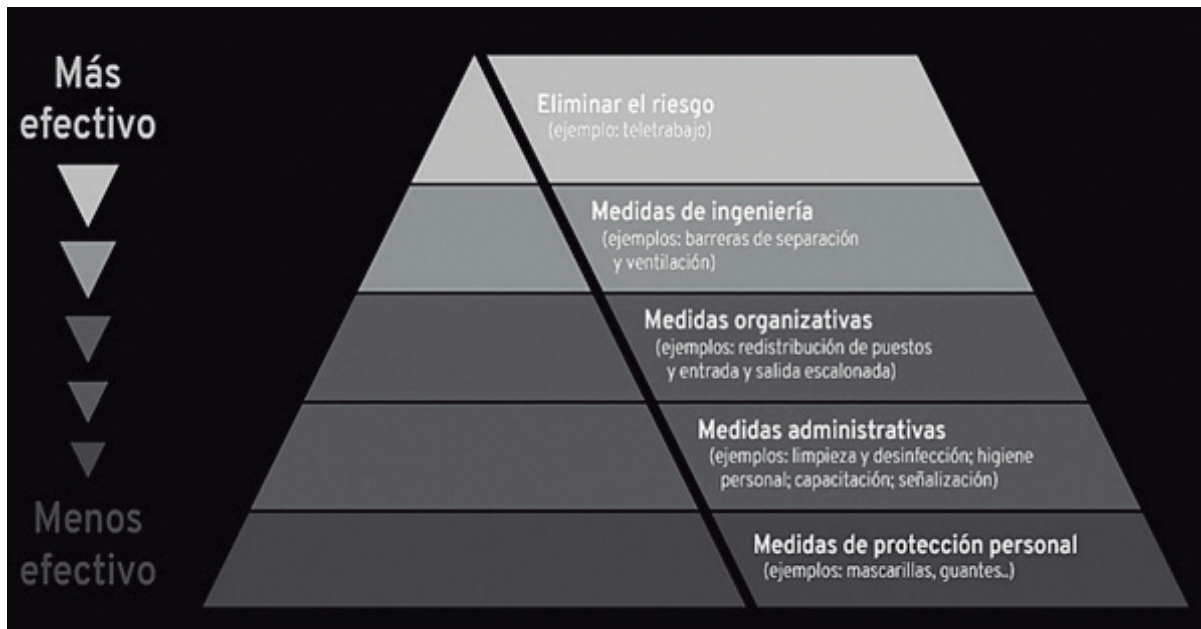 Más
efectivo
Eliminar el riesgo
(ejemplo: teletrabajo)
Medidas de ingeniería
(ejemplos: barreras de separación
y ventilación)
Medidas organizativas
(ejemplos: redistribución de puestos
y entrada y salida escalonada)
Medidas administrativas
(ejemplos: limpieza y desinfección; higiene
personal; capacitación; señalización)
Menos
efectivo
Medidas de protección personal
(ejemplos: mascarillas, guantes..)